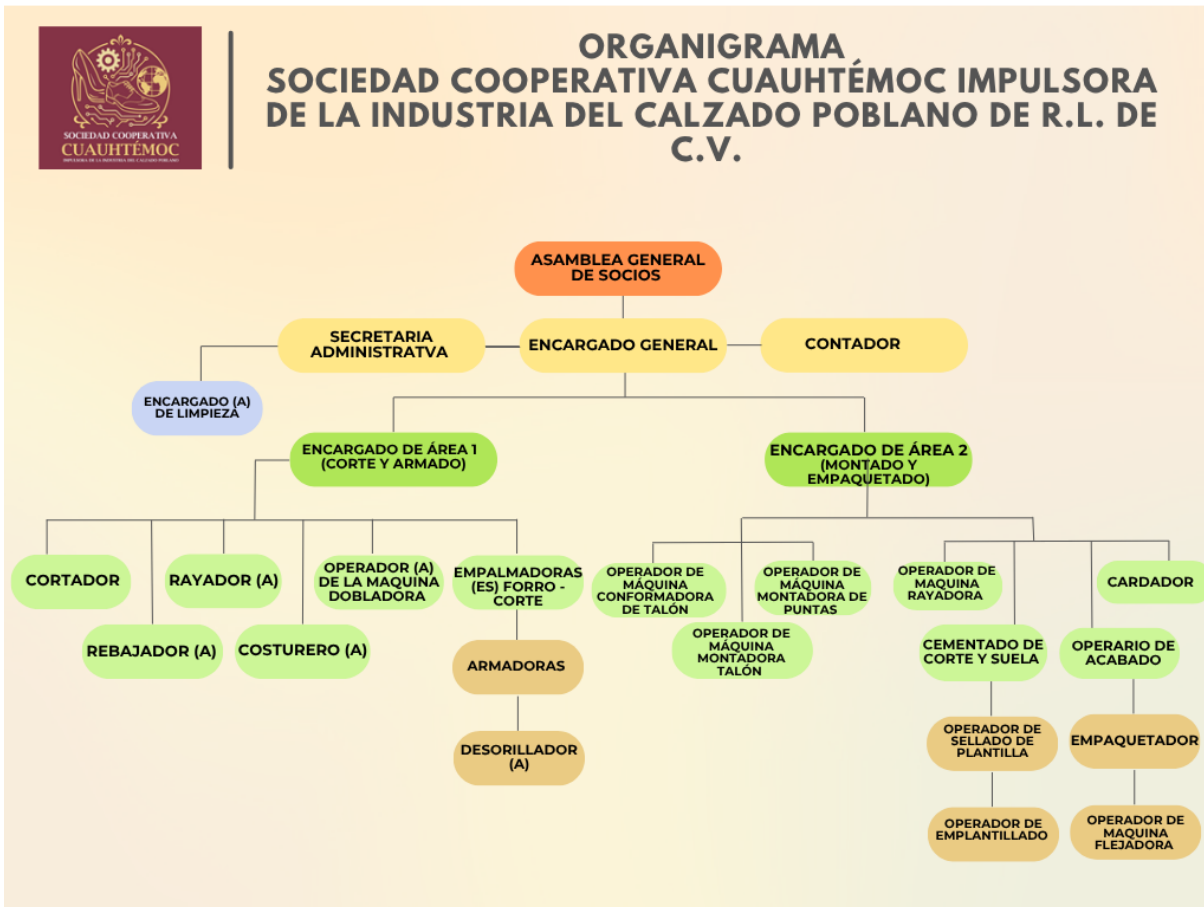 ORGANIGRAMA
SOCIEDAD COOPERATIVA CUAUHTÉMOC IMPULSORA
DE LA INDUSTRIA DEL CALZADO POBLANO DE R.L. DE
C.V.
SOCIEDAD COOPERATIVA
CUAUHTÉMOC
IMPULSORA DE LA INDUSTRIA DEL CALZADO POBLANO
ASAMBLEA GENERAL
DE SOCIOS
SECRETARIA
ADMINISTRATVA
ENCARGADO GENERAL
CONTADOR
ENCARGADO (A)
DE LIMPIEZA
ENCARGADO DE ÁREA 1
(CORTE Y ARMADO)
ENCARGADO DE ÁREA 2
(MONTADO Y
EMPAQUETADO)
CORTADOR
RAYADOR (A)
OPERADOR (A)
DE LA MAQUINA
DOBLADORA
EMPALMADORAS
(ES) FORRO -
CORTE
OPERADOR DE
MÁQUINA
CONFORMADORA
DE TALÓN
OPERADOR DE
MÁQUINA
MONTADORA DE
PUNTAS
OPERADOR DE
MAQUINA
RAYADORA
CARDADOR
REBAJADOR (A)
COSTURERO (A)
ARMADORAS
OPERADOR DE
MÁQUINA
MONTADORA
TALÓN
CEMENTADO DE
CORTE Y SUELA
OPERARIO DE
ACABADO
DESORILLADOR
(A)
OPERADOR DE
SELLADO DE
PLANTILLA
EMPAQUETADOR
OPERADOR DE
EMPLANTILLADO
OPERADOR DE
MAQUINA
FLEJADORA